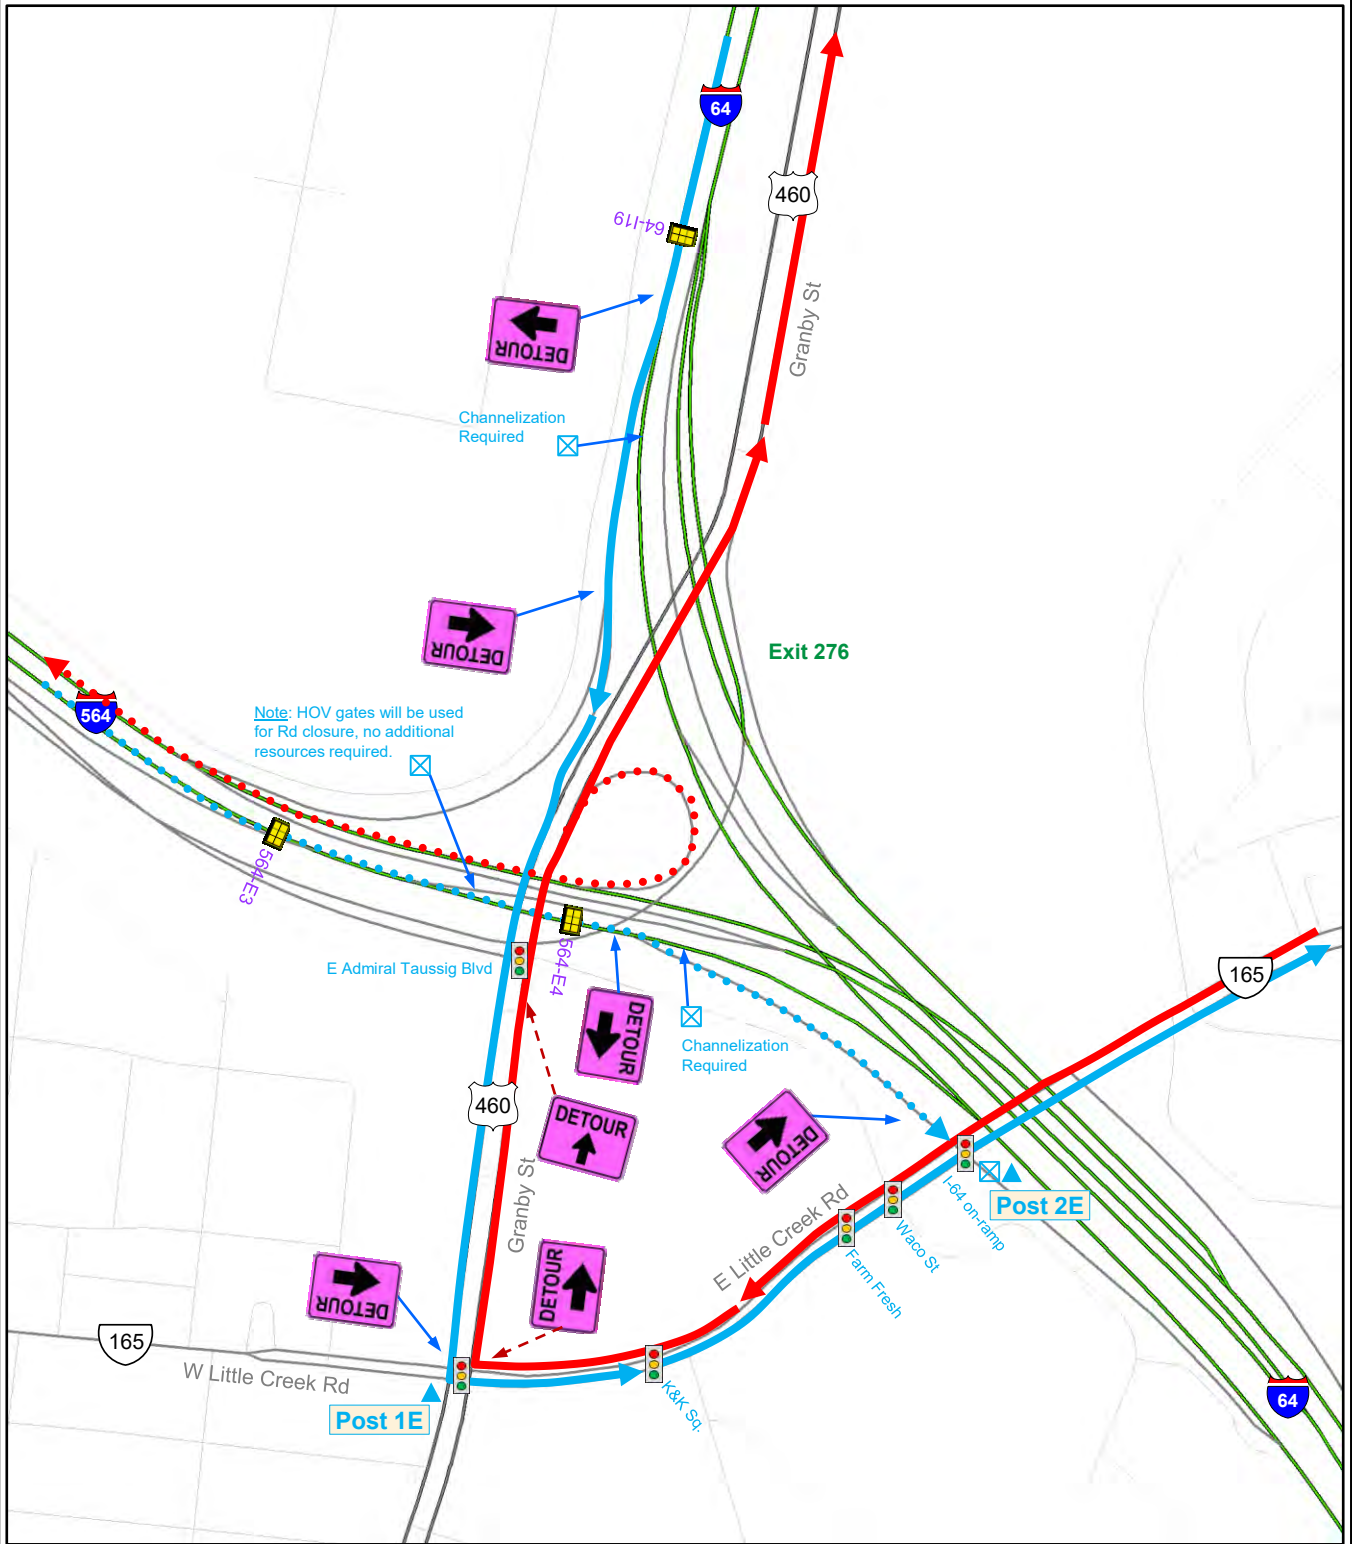 64
460
64-I19
Granby St
DETOUR
Channelization
Required
DETOUR
Exit 276
564
Note: HOV gates will be used
for Rd closure, no additional
resources required.
564-E3
564-E4
E Admiral Taussig Blvd
165
DETOUR
Channelization
Required
460
DETOUR
DETOUR
Granby St
I-64 on-ramp
Post 2E
E Little Creek Rd
Waco St
Farm Fresh
DETOUR
DETOUR
165
W Little Creek Rd
K&K Sq.
Post 1E
64